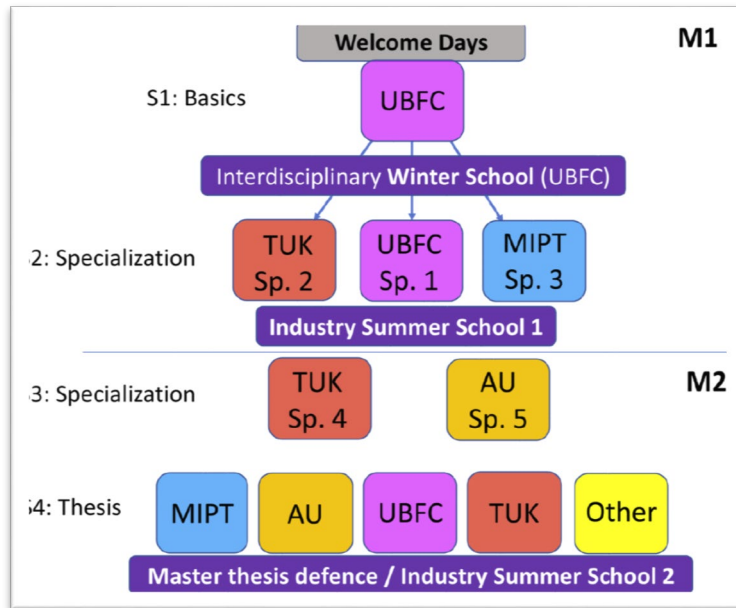 Welcome Days
M1
S1: Basics
UBFC
Interdisciplinary Winter School (UBFC)
2: Specialization
TUK
Sp. 2
UBFC
Sp. 1
MIPT
Sp. 3
Industry Summer School 1
3: Specialization
TUK
Sp. 4
AU
Sp. 5
M2
4: Thesis
MIPT
AU
UBFC
TUK
Other
Master thesis defence / Industry Summer School 2